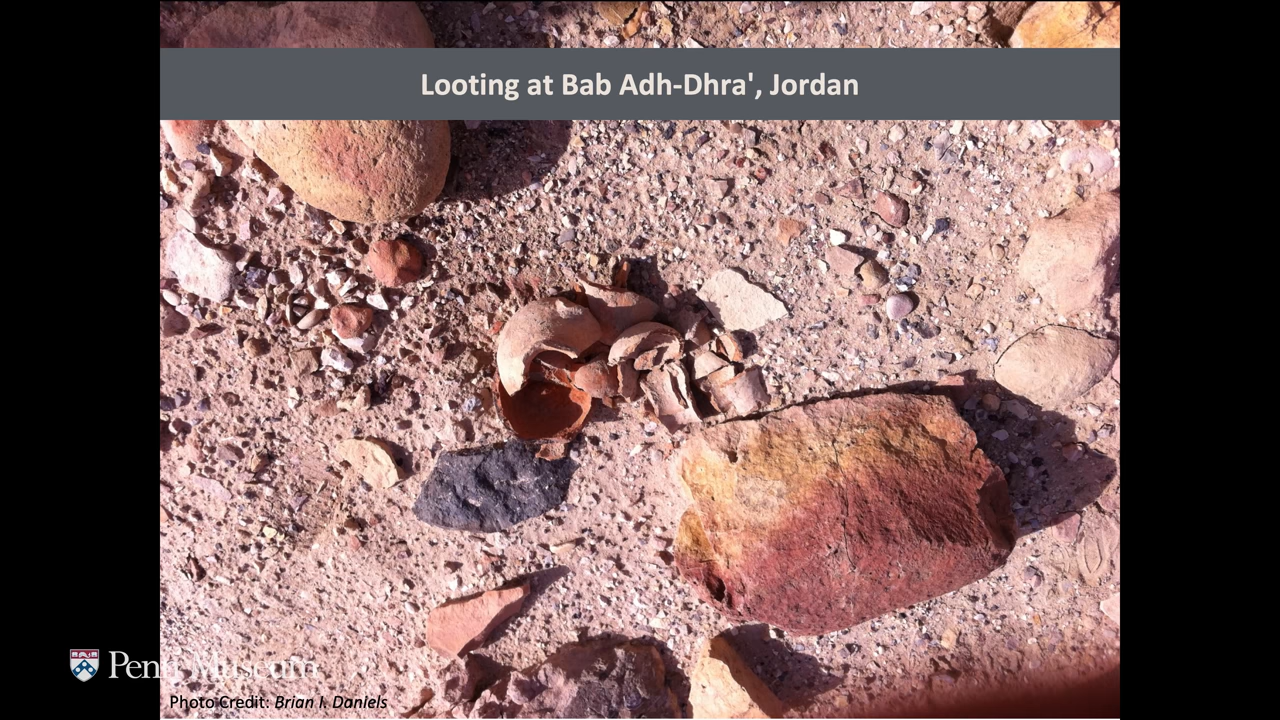 Looting at Bab Adh-Dhra', Jordan
Penn Museum
Photo Credit: Brian I. Daniels